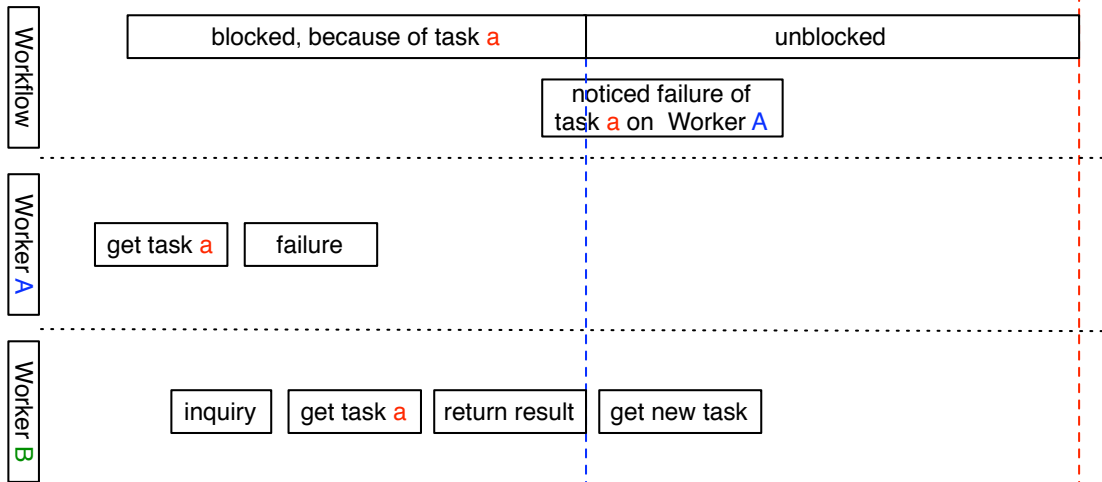 Workflow
blocked, because of task a
unblocked
noticed failure of
task a on Worker A
Worker A
get task a
failure
Worker B
inquiry
get task a
return result
get new task